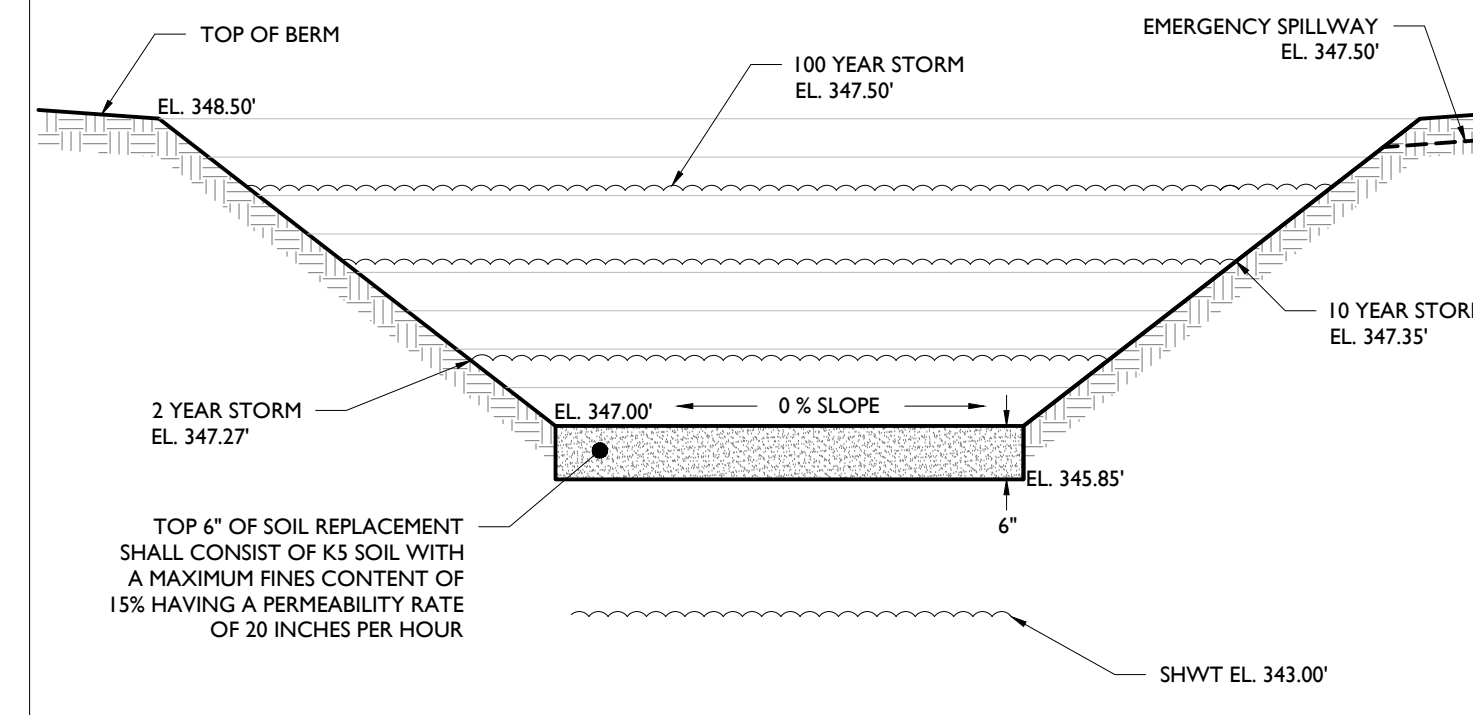 TOP OF BERM
EL. 348.50'
100 YEAR STORM
EL. 347.50'
EMERGENCY SPILLWAY
EL. 347.50'
10 YEAR STOR
EL. 347.35'
2 YEAR STORM
EL. 347.27'
EL. 347.00'
0 % SLOPE
EL. 345.85'
6"
TOP 6" OF SOIL REPLACEMENT
SHALL CONSIST OF K5 SOIL WITH
A MAXIMUM FINES CONTENT OF
15% HAVING A PERMEABILITY RATE
OF 20 INCHES PER HOUR
SHWT EL. 343.00'